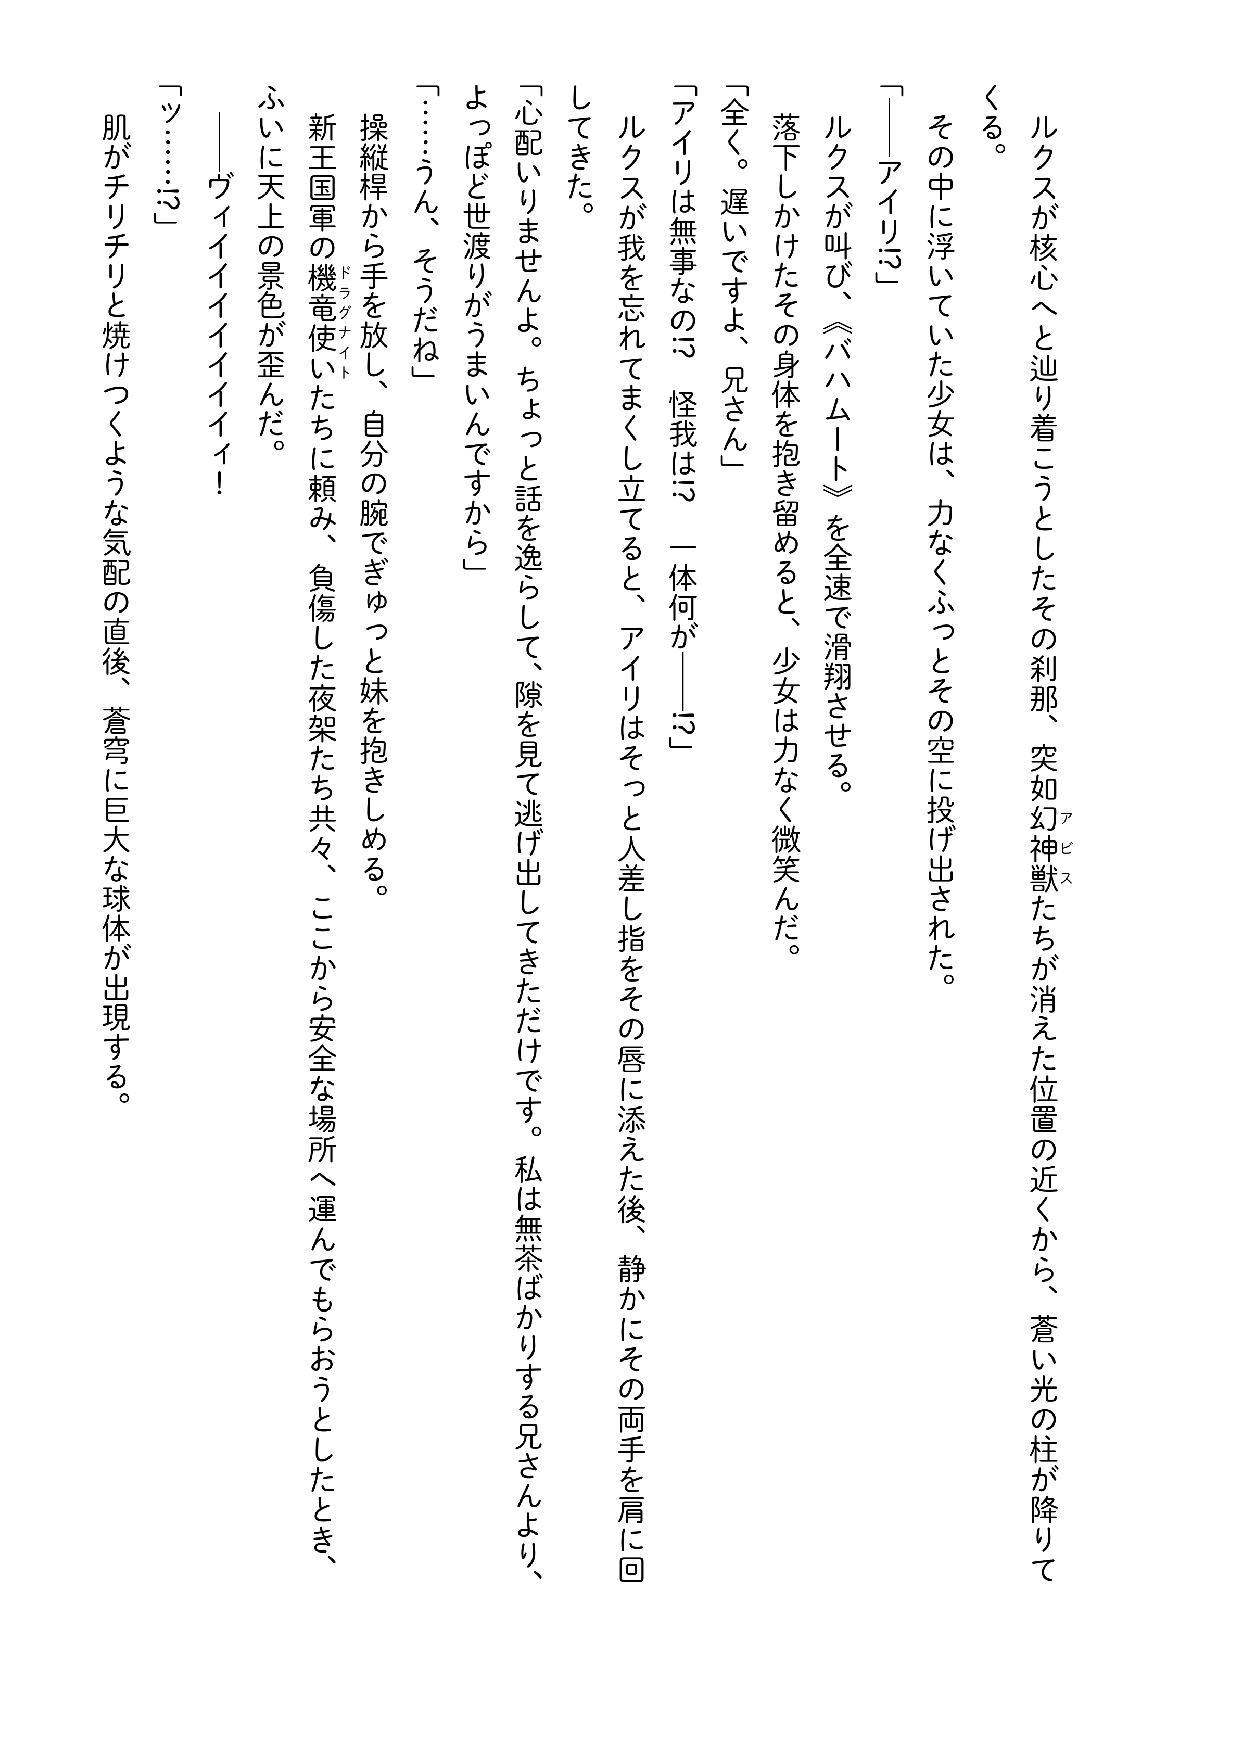 ルクスが核心へと辿り着こうとしたその刹那、突如幻神獣たちが消えた位置の近くから、蒼い光の柱が降りて
アビス
くる。
その中に浮いていた少女は、力なくふっとその空に投げ出された。
「――アイリ!?」
ルクスが叫び、《バハムート》を全速で滑翔させる。
落下しかけたその身体を抱き留めると、少女は力なく微笑んだ。
「全く。遅いですよ、兄さん」
「アイリは無事なの!?　怪我は!?　一体何が――!?」
ルクスが我を忘れてまくし立てると、アイリはそっと人差し指をその唇に添えた後、静かにその両手を肩に回
してきた。
「心配いりませんよ。ちょっと話を逸らして、隙を見て逃げ出してきただけです。私は無茶ばかりする兄さんより、
よっぽど世渡りがうまいんですから」
「……うん、そうだね」
操縦桿から手を放し、自分の腕でぎゅっと妹を抱きしめる。
新王国軍の機竜使いたちに頼み、負傷した夜架たち共々、ここから安全な場所へ運んでもらおうとしたとき、
ドラグナイト
ふいに天上の景色が歪んだ。
――ヴィイイイイイイイィ！
「ッ……!?」
肌がチリチリと焼けつくような気配の直後、蒼穹に巨大な球体が出現する。